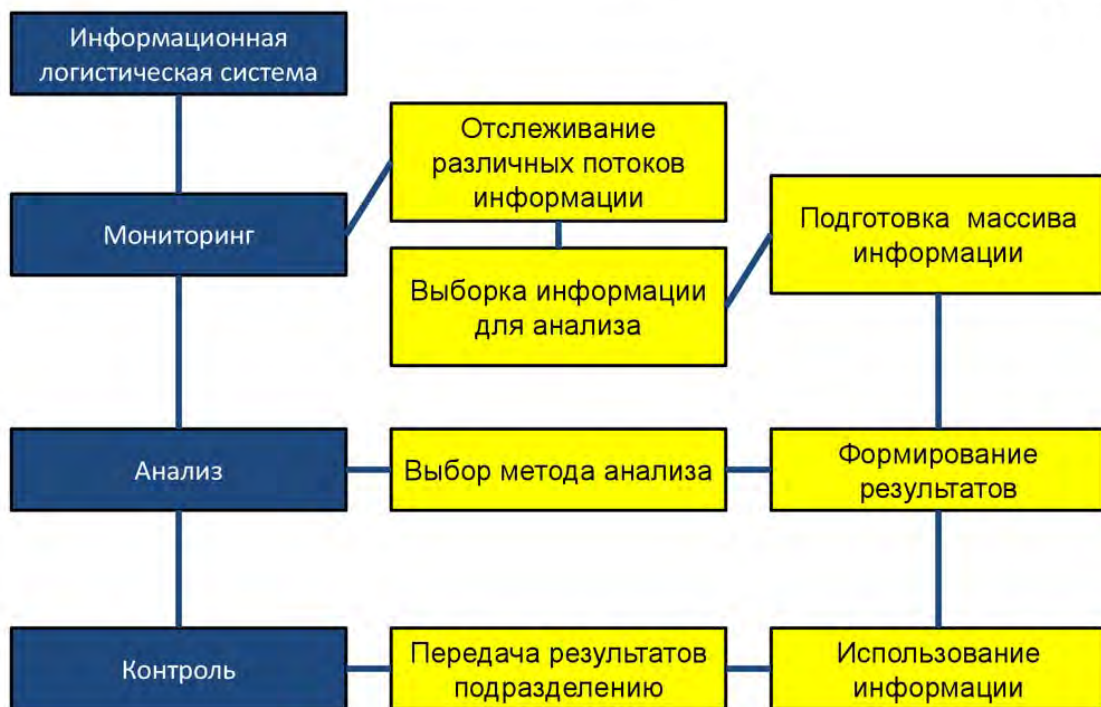 Информационная
логистическая система
Отслеживание
различных потоков
информации
Мониторинг
Подготовка массива
информации
Выборка информации
для анализа
Анализ
Выбор метода анализа
Формирование
результатов
Контроль
Передача результатов
подразделению
Использование
информации